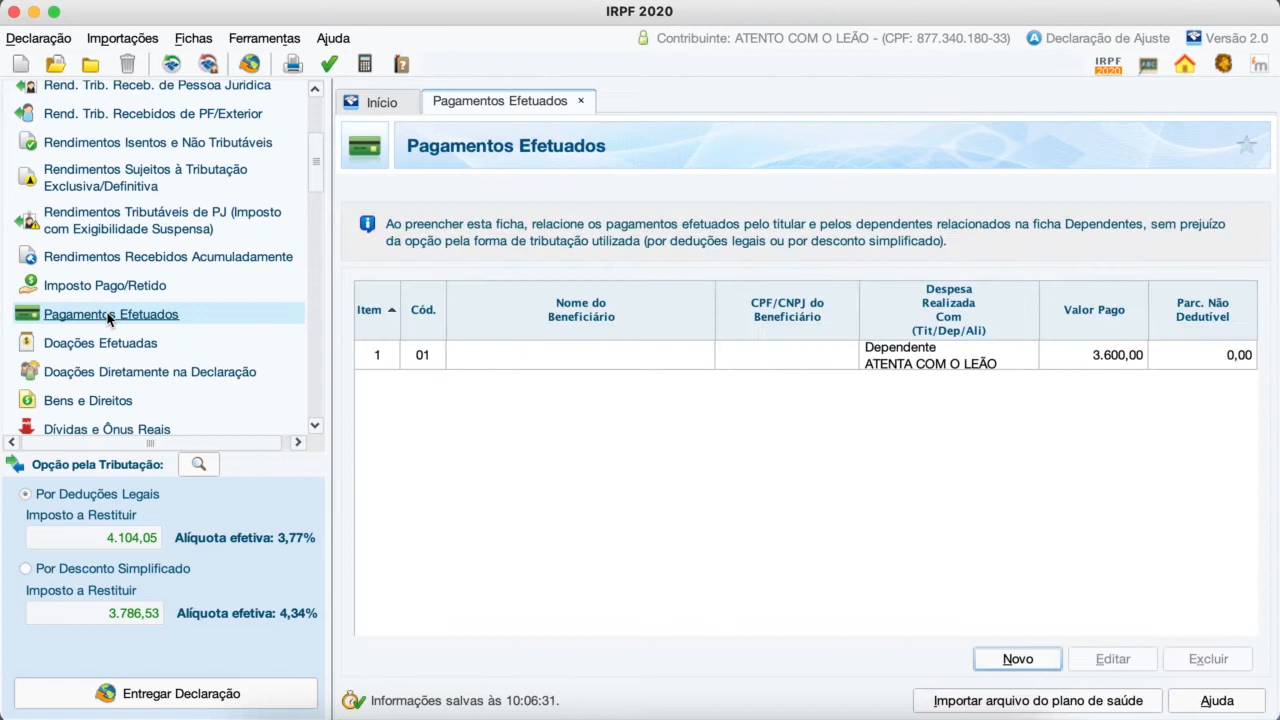 IRPF 2020
Declaração Importações Fichas Ferramentas Ajuda
Contribuinte: ATENTO COM O LEÃO - (CPF: 877.340.180-33) Declaração de Ajuste Versão 2.0
IRPF
2020
Rend. Trib. Receb. de Pessoa Jurídica
Rend. Trib. Recebidos de PF/Exterior
Rendimentos Isentos e Não Tributáveis
Rendimentos Sujeitos à Tributação
Exclusiva/Definitiva
Rendimentos Tributáveis de PJ (Imposto
com Exigibilidade Suspensa)
Rendimentos Recebidos Acumuladamente
Imposto Pago/Retido
Pagamentos Efetuados
Doações Efetuadas
Doações Diretamente na Declaração
Bens e Direitos
Dívidas e Ônus Reais
Opção pela Tributação:
Por Deduções Legais
Imposto a Restituir
4.104,05 Alíquota efetiva: 3,77%
Por Desconto Simplificado
Imposto a Restituir
3.786,53 Alíquota efetiva: 4,34%
Entregar Declaração
Início Pagamentos Efetuados ×
Pagamentos Efetuados
Ao preencher esta ficha, relacione os pagamentos efetuados pelo titular e pelos dependentes relacionados na ficha Dependentes, sem prejuízo
da opção pela forma de tributação utilizada (por deduções legais ou por desconto simplificado).
Item
Cód.
Nome do
Beneficiário
CPF/CNPJ do
Beneficiário
Despesa
Realizada
Com
(Tit/Dep/Ali)
Valor Pago
Parc. Não
Dedutível
1 01
Dependente
ATENTA COM O LEÃO
3.600,00 0,00
Novo Editar Excluir
Informações salvas às 10:06:31.
Importar arquivo do plano de saúde Ajuda